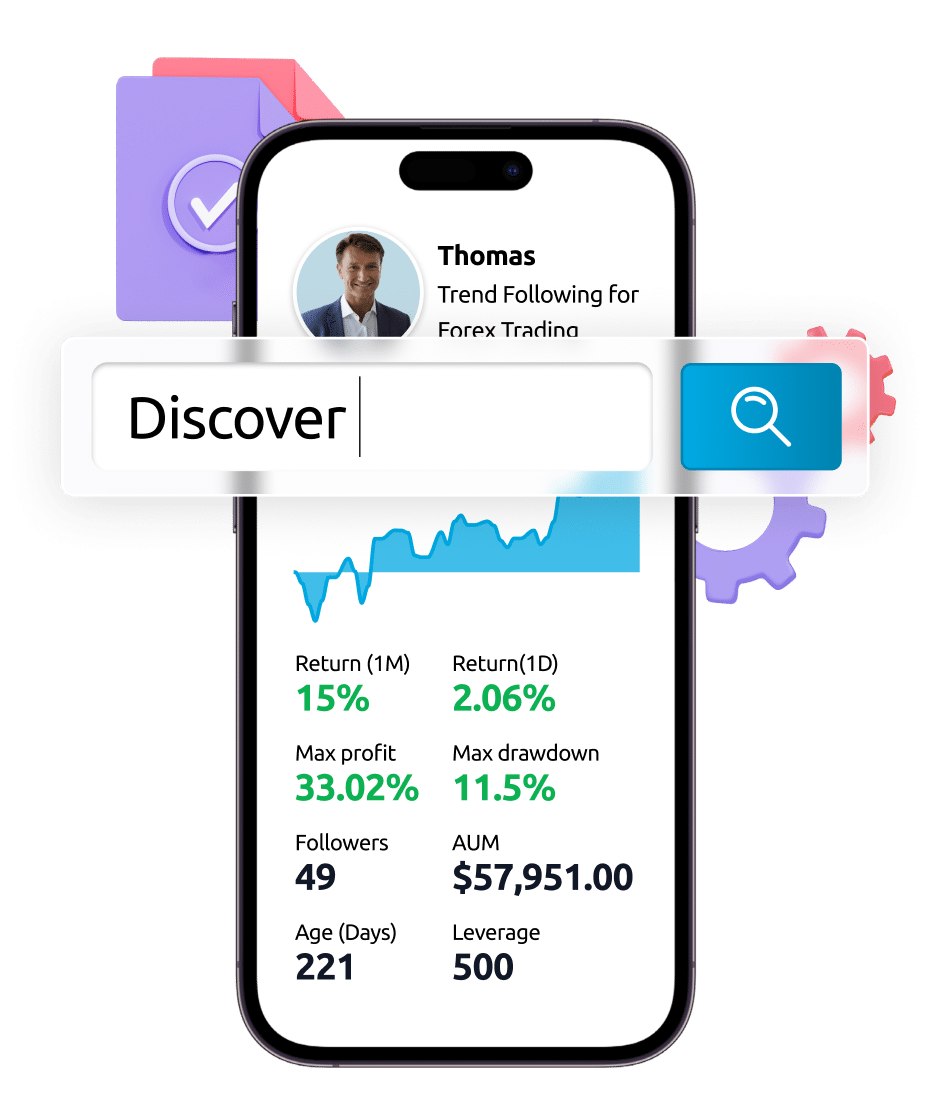 Thomas
Trend Following for
Forex Trading
Discover
Return (1M) Return(1D)
15% 2.06%
Max profit Max drawdown
33.02% 11.5%
Followers AUM
49 $57,951.00
Age (Days) Leverage
221 500